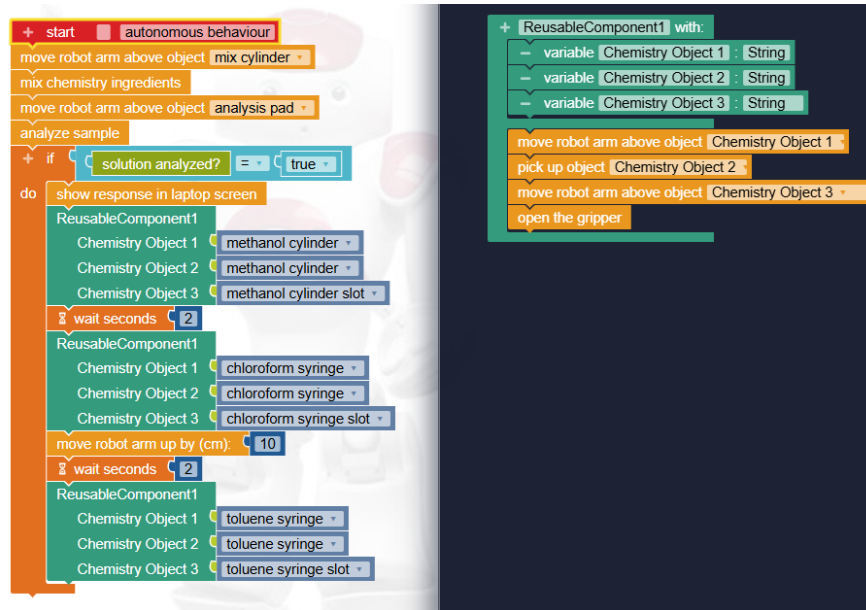 + start autonomous behaviour
move robot arm above object mix cylinder
mix chemistry ingredients
move robot arm above object analysis pad
analyze sample
+ if solution analyzed? = true
do show response in laptop screen
ReusableComponent1
Chemistry Object 1 methanol cylinder
Chemistry Object 2 methanol cylinder
Chemistry Object 3 methanol cylinder slot
wait seconds 2
ReusableComponent1
Chemistry Object 1 chloroform syringe
Chemistry Object 2 chloroform syringe
Chemistry Object 3 chloroform syringe slot
move robot arm up by (cm): 10
wait seconds 2
ReusableComponent1
Chemistry Object 1 toluene syringe
Chemistry Object 2 toluene syringe
Chemistry Object 3 toluene syringe slot
+ ReusableComponent1 with:
− variable Chemistry Object 1 : String
− variable Chemistry Object 2 : String
− variable Chemistry Object 3 : String
move robot arm above object Chemistry Object 1
pick up object Chemistry Object 2
move robot arm above object Chemistry Object 3
open the gripper